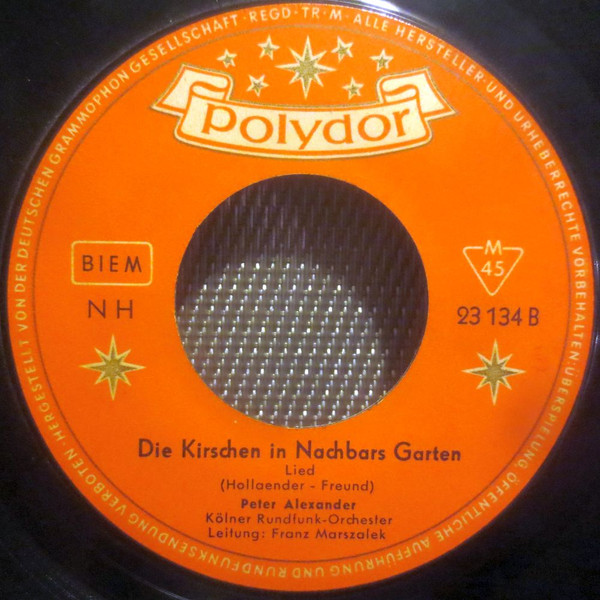 HERGESTELLT VON DER DEUTSCHEN GRAMMOPHON GESELLSCHAFT · REGD·TR·M · ALLE HERSTELLER- UND URHEBERRECHTE VORBEHALTEN · ÜBERSPIELUNG, ÖFFENTLICHE AUFFÜHRUNG UND RUNDFUNKSENDUNG VERBOTEN ·
Polydor
BIEM
NH
M
45
23 134 B
Die Kirschen in Nachbars Garten
Lied
(Hollaender - Freund)
Peter Alexander
Kölner Rundfunk-Orchester
Leitung: Franz Marszalek